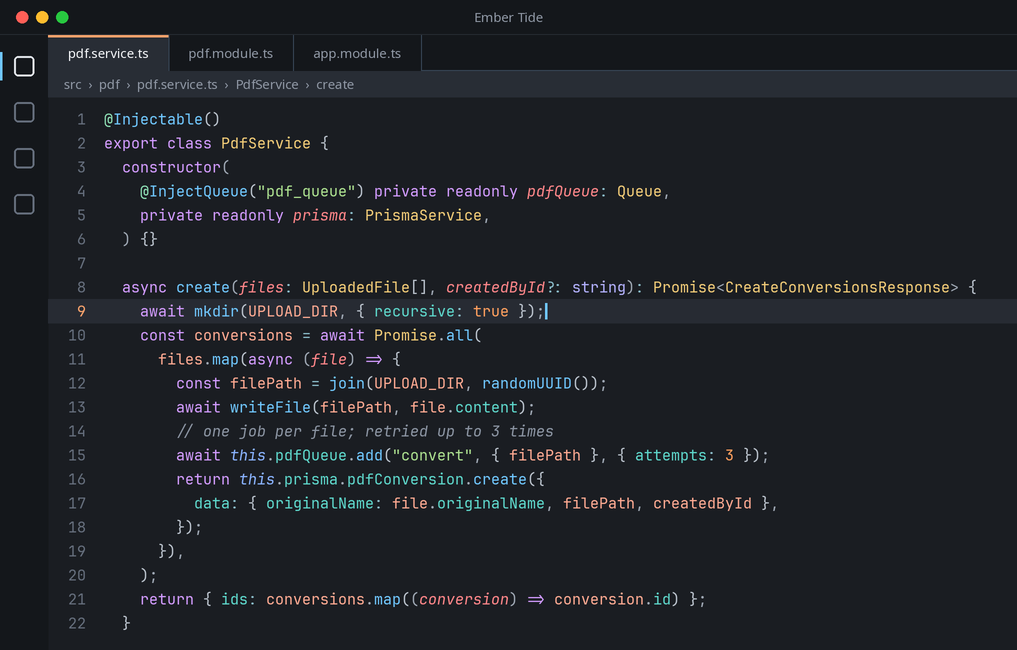 Ember Tide
pdf.service.ts pdf.module.ts app.module.ts
src › pdf › pdf.service.ts › PdfService › create
1 @Injectable()
2 export class PdfService {
3   constructor(
4     @InjectQueue("pdf_queue") private readonly pdfQueue: Queue,
5     private readonly prisma: PrismaService,
6   ) {}
7
8   async create(files: UploadedFile[], createdById?: string): Promise<CreateConversionsResponse> {
9     await mkdir(UPLOAD_DIR, { recursive: true });
10     const conversions = await Promise.all(
11       files.map(async (file) => {
12         const filePath = join(UPLOAD_DIR, randomUUID());
13         await writeFile(filePath, file.content);
14         // one job per file; retried up to 3 times
15         await this.pdfQueue.add("convert", { filePath }, { attempts: 3 });
16         return this.prisma.pdfConversion.create({
17           data: { originalName: file.originalName, filePath, createdById },
18         });
19       }),
20     );
21     return { ids: conversions.map((conversion) => conversion.id) };
22   }